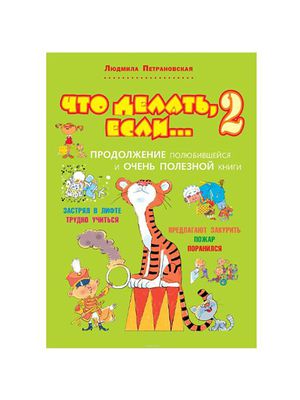 Людмила Петрановская
ЧТО ДЕЛАТЬ,
ЕСЛИ... 2
ПРОДОЛЖЕНИЕ ПОЛЮБИВШЕЙСЯ
И ОЧЕНЬ ПОЛЕЗНОЙ КНИГИ
ЗАСТРЯЛ В ЛИФТЕ
ТРУДНО УЧИТЬСЯ
ПРЕДЛАГАЮТ ЗАКУРИТЬ
ПОЖАР
ПОРАНИЛСЯ